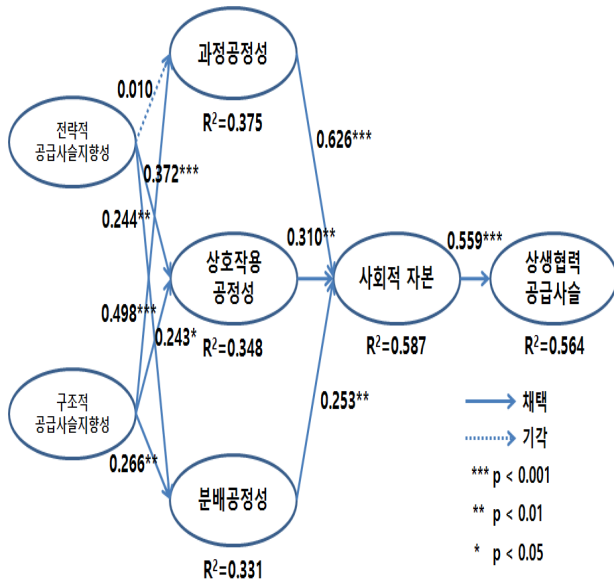 과정공정성
0.010
R²=0.375
전략적
공급사슬지향성
0.626***
0.372***
0.244**
상호작용
공정성
0.310**
사회적 자본
0.559***
상생협력
공급사슬
0.498***
0.243*
R²=0.348
R²=0.587
R²=0.564
구조적
공급사슬지향성
0.266**
0.253**
분배공정성
R²=0.331
채택
기각
*** p < 0.001
** p < 0.01
* p < 0.05